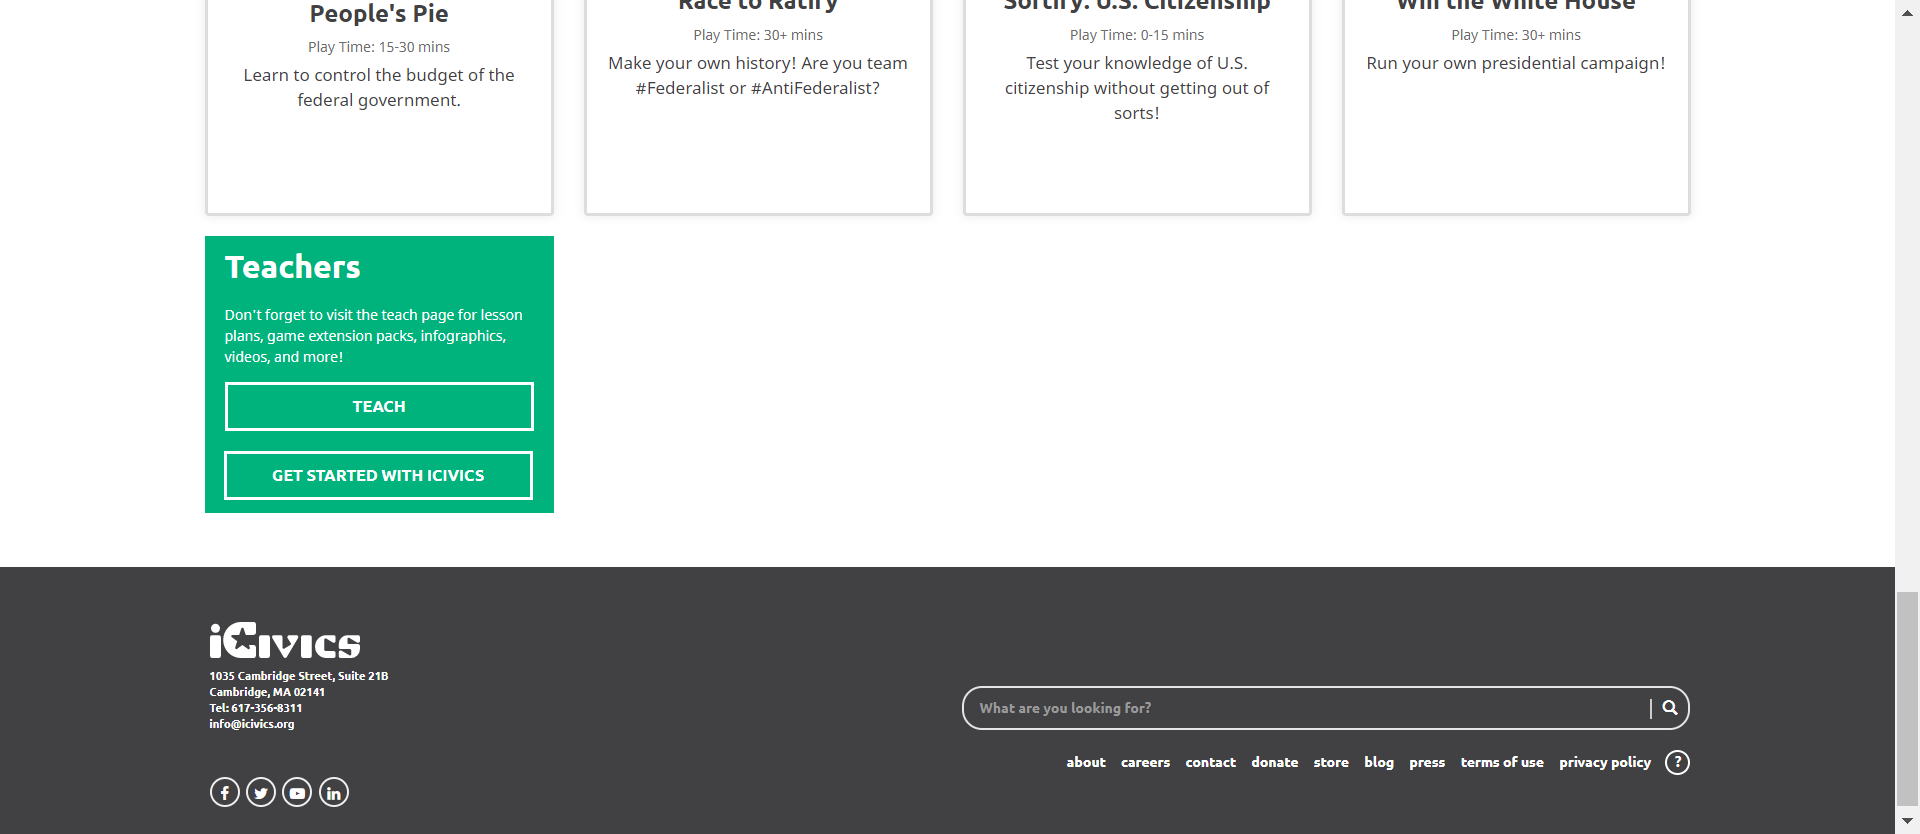 People's Pie
Play Time: 15-30 mins
Learn to control the budget of the
federal government.
Race to Ratify
Play Time: 30+ mins
Make your own history! Are you team
#Federalist or #AntiFederalist?
Sortify: U.S. Citizenship
Play Time: 0-15 mins
Test your knowledge of U.S.
citizenship without getting out of
sorts!
Win the White House
Play Time: 30+ mins
Run your own presidential campaign!
Teachers
Don't forget to visit the teach page for lesson
plans, game extension packs, infographics,
videos, and more!
TEACH
GET STARTED WITH ICIVICS
iCivics
1035 Cambridge Street, Suite 21B
Cambridge, MA 02141
Tel: 617-356-8311
info@icivics.org
What are you looking for?
about careers contact donate store blog press terms of use privacy policy ?